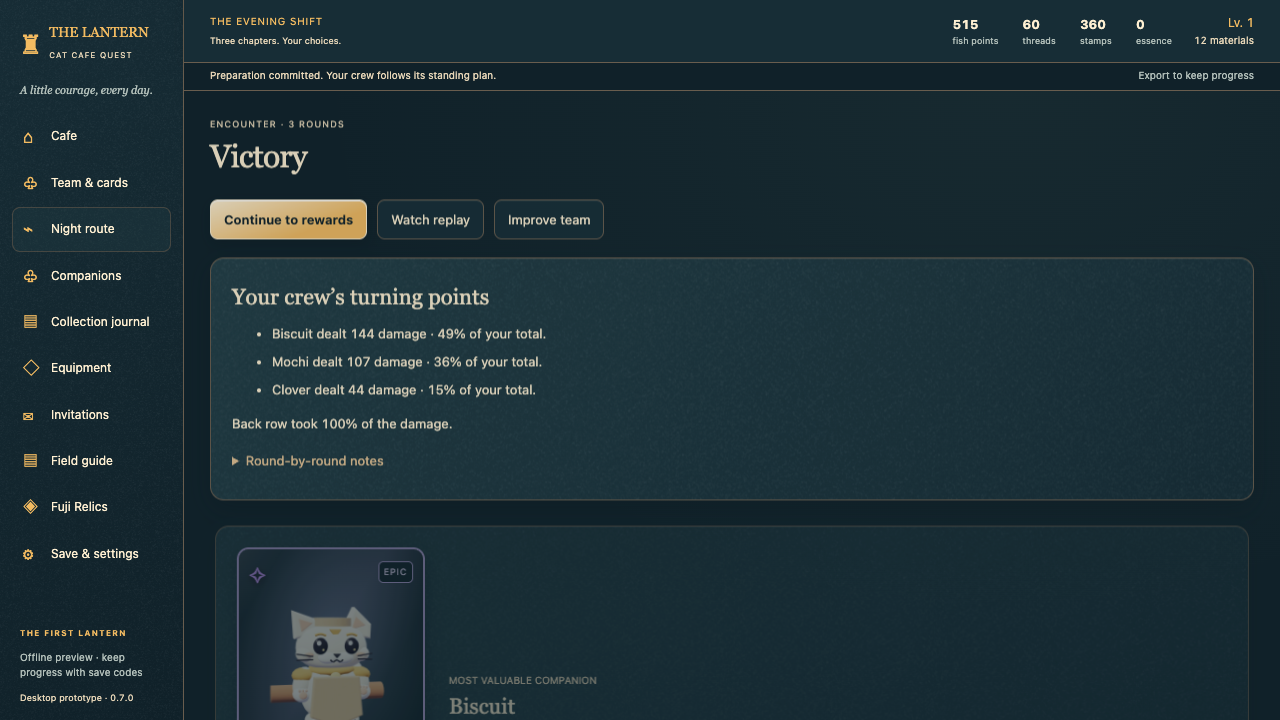 THE LANTERN
CAT CAFE QUEST
A little courage, every day.
Cafe
Team & cards
Night route
Companions
Collection journal
Equipment
Invitations
Field guide
Fuji Relics
Save & settings
THE FIRST LANTERN
Offline preview · keep
progress with save codes
Desktop prototype · 0.7.0
THE EVENING SHIFT
Three chapters. Your choices.
515
fish points
60
threads
360
stamps
0
essence
Lv. 1
12 materials
Preparation committed. Your crew follows its standing plan.
Export to keep progress
ENCOUNTER · 3 ROUNDS
Victory
Continue to rewards
Watch replay
Improve team
Your crew’s turning points
• Biscuit dealt 144 damage · 49% of your total.
• Mochi dealt 107 damage · 36% of your total.
• Clover dealt 44 damage · 15% of your total.
Back row took 100% of the damage.
Round-by-round notes
EPIC
MOST VALUABLE COMPANION
Biscuit